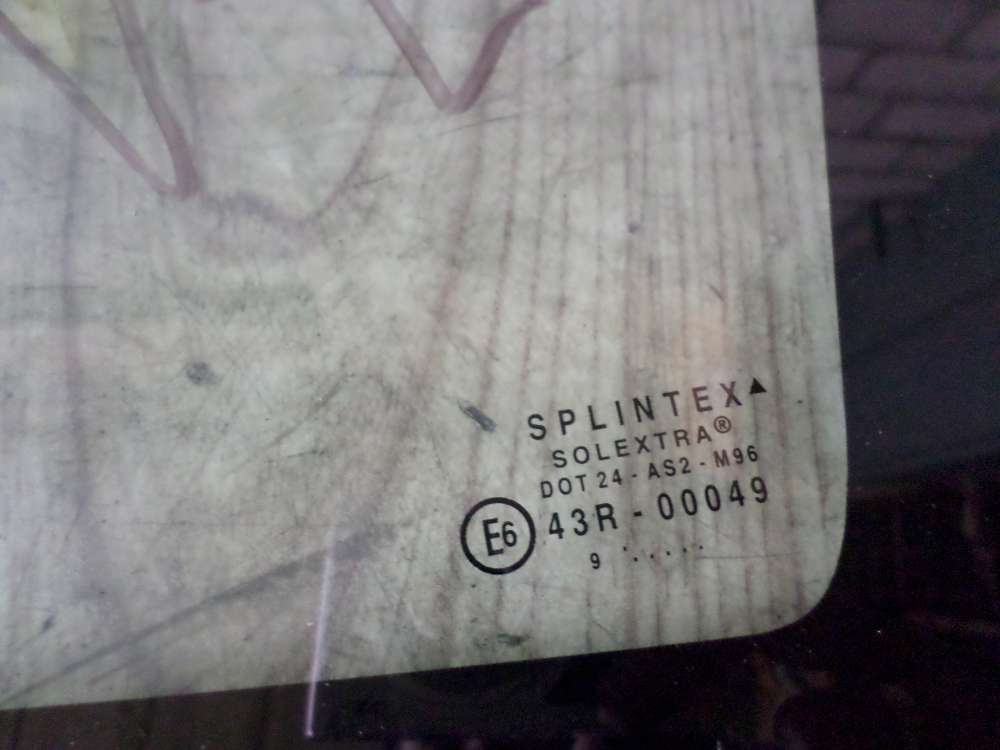 SPLINTEX▲
SOLEXTRA®
DOT 24 - AS2 - M96
E6 43R - 00049
9 ......